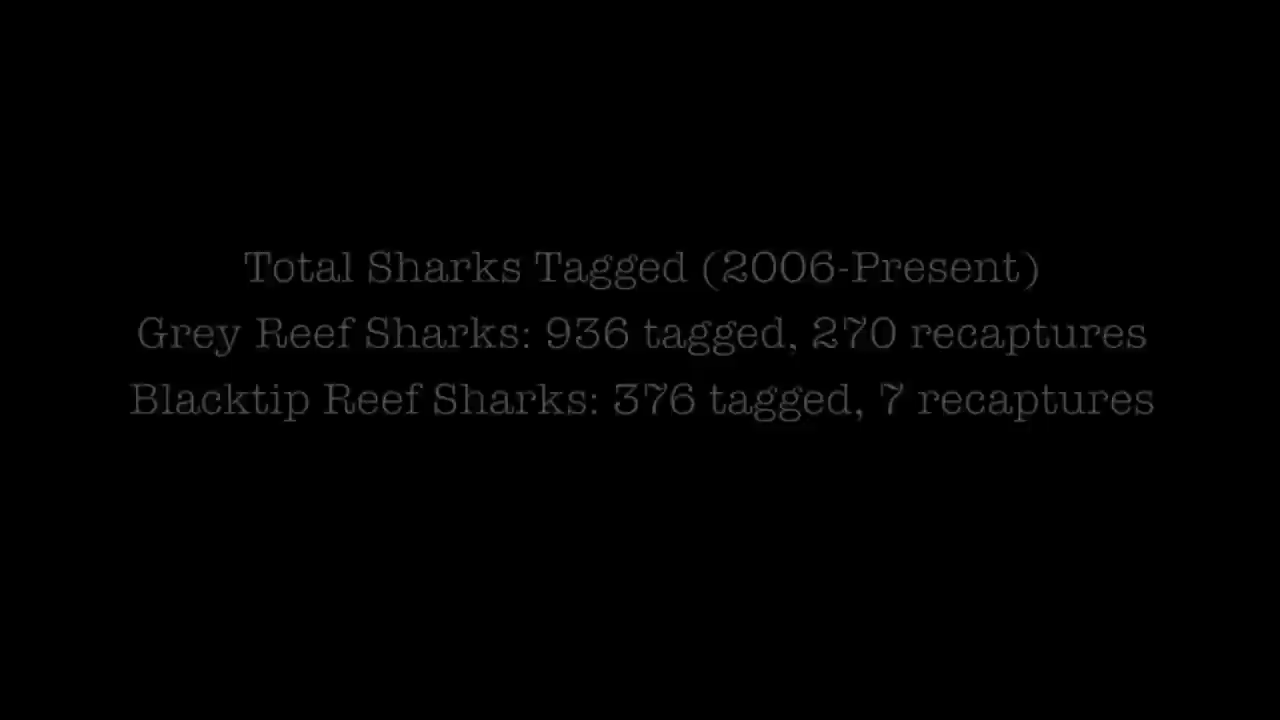 Total Sharks Tagged (2006-Present)
Grey Reef Sharks: 936 tagged, 270 recaptures
Blacktip Reef Sharks: 376 tagged, 7 recaptures